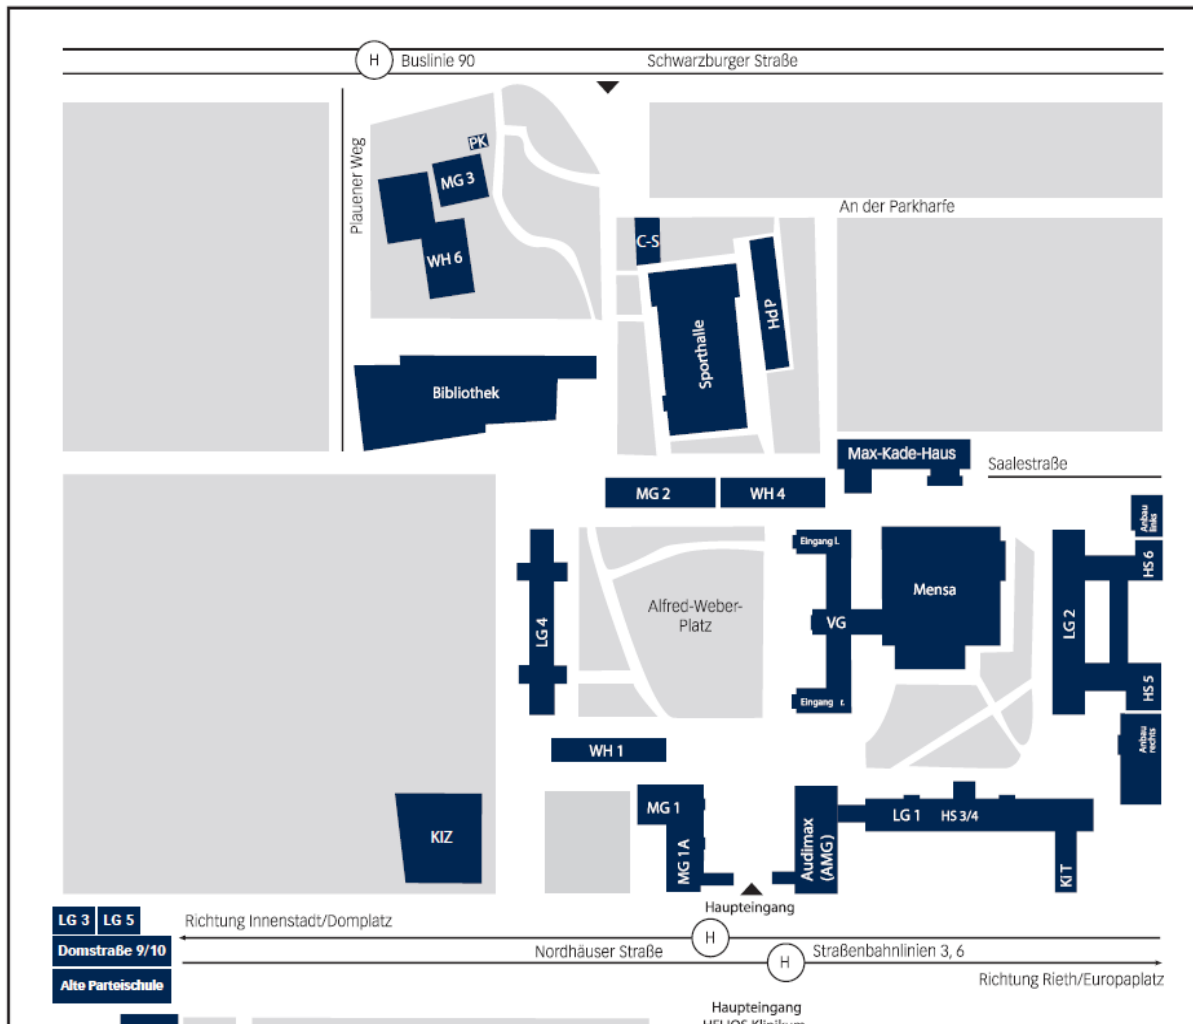 H
Buslinie 90
Schwarzburger Straße
Plauener Weg
PK
MG 3
WH 6
An der Parkharfe
C-S
Sporthalle
Hd P
Bibliothek
Max-Kade-Haus
Saalestraße
MG 2
WH 4
Anbau
links
HS 6
LG 4
Alfred-Weber-
Platz
Eingang l.
VG
Eingang r.
Mensa
LG 2
HS 5
Anbau
rechts
WH 1
KIZ
MG 1
MG 1A
Audimax
(AMG)
LG 1
HS 3/4
Ki T
Haupteingang
LG 3
LG 5
Domstraße 9/10
Alte Parteischule
Richtung Innenstadt/Domplatz
Nordhäuser Straße
H
H
Straßenbahnlinien 3, 6
Richtung Rieth/Europaplatz
Haupteingang
HELIOS Klinikum